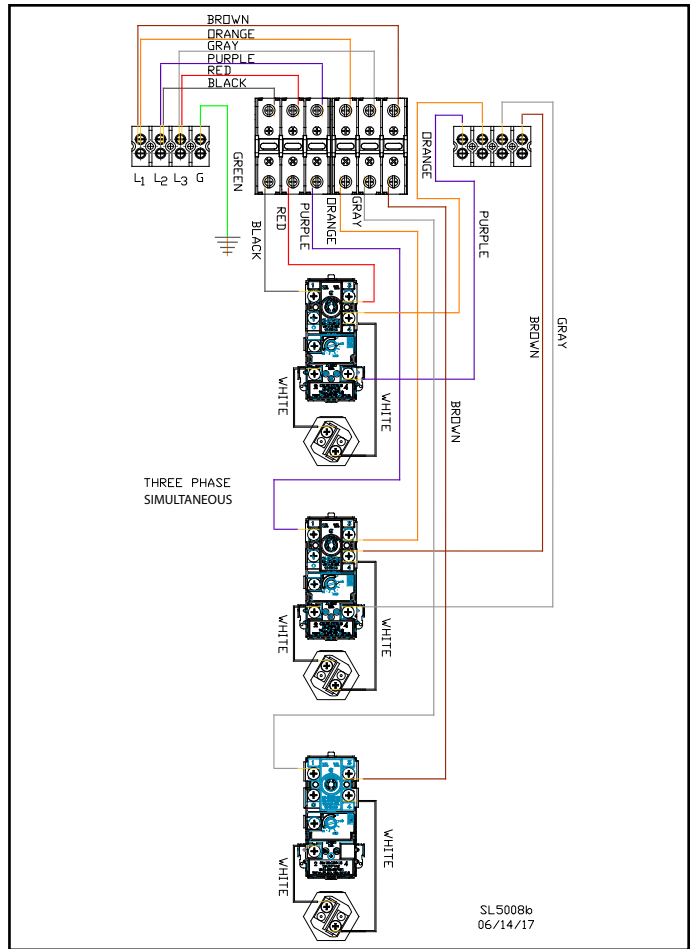 BROWN
ORANGE
GRAY
PURPLE
RED
BLACK
L1 L2 L3 G
GREEN
BLACK
RED
PURPLE
ORANGE
GRAY
ORANGE
PURPLE
BROWN
GRAY
WHITE
WHITE
BROWN
THREE PHASE
SIMULTANEOUS
WHITE
WHITE
WHITE
WHITE
SL5008b
06/14/17